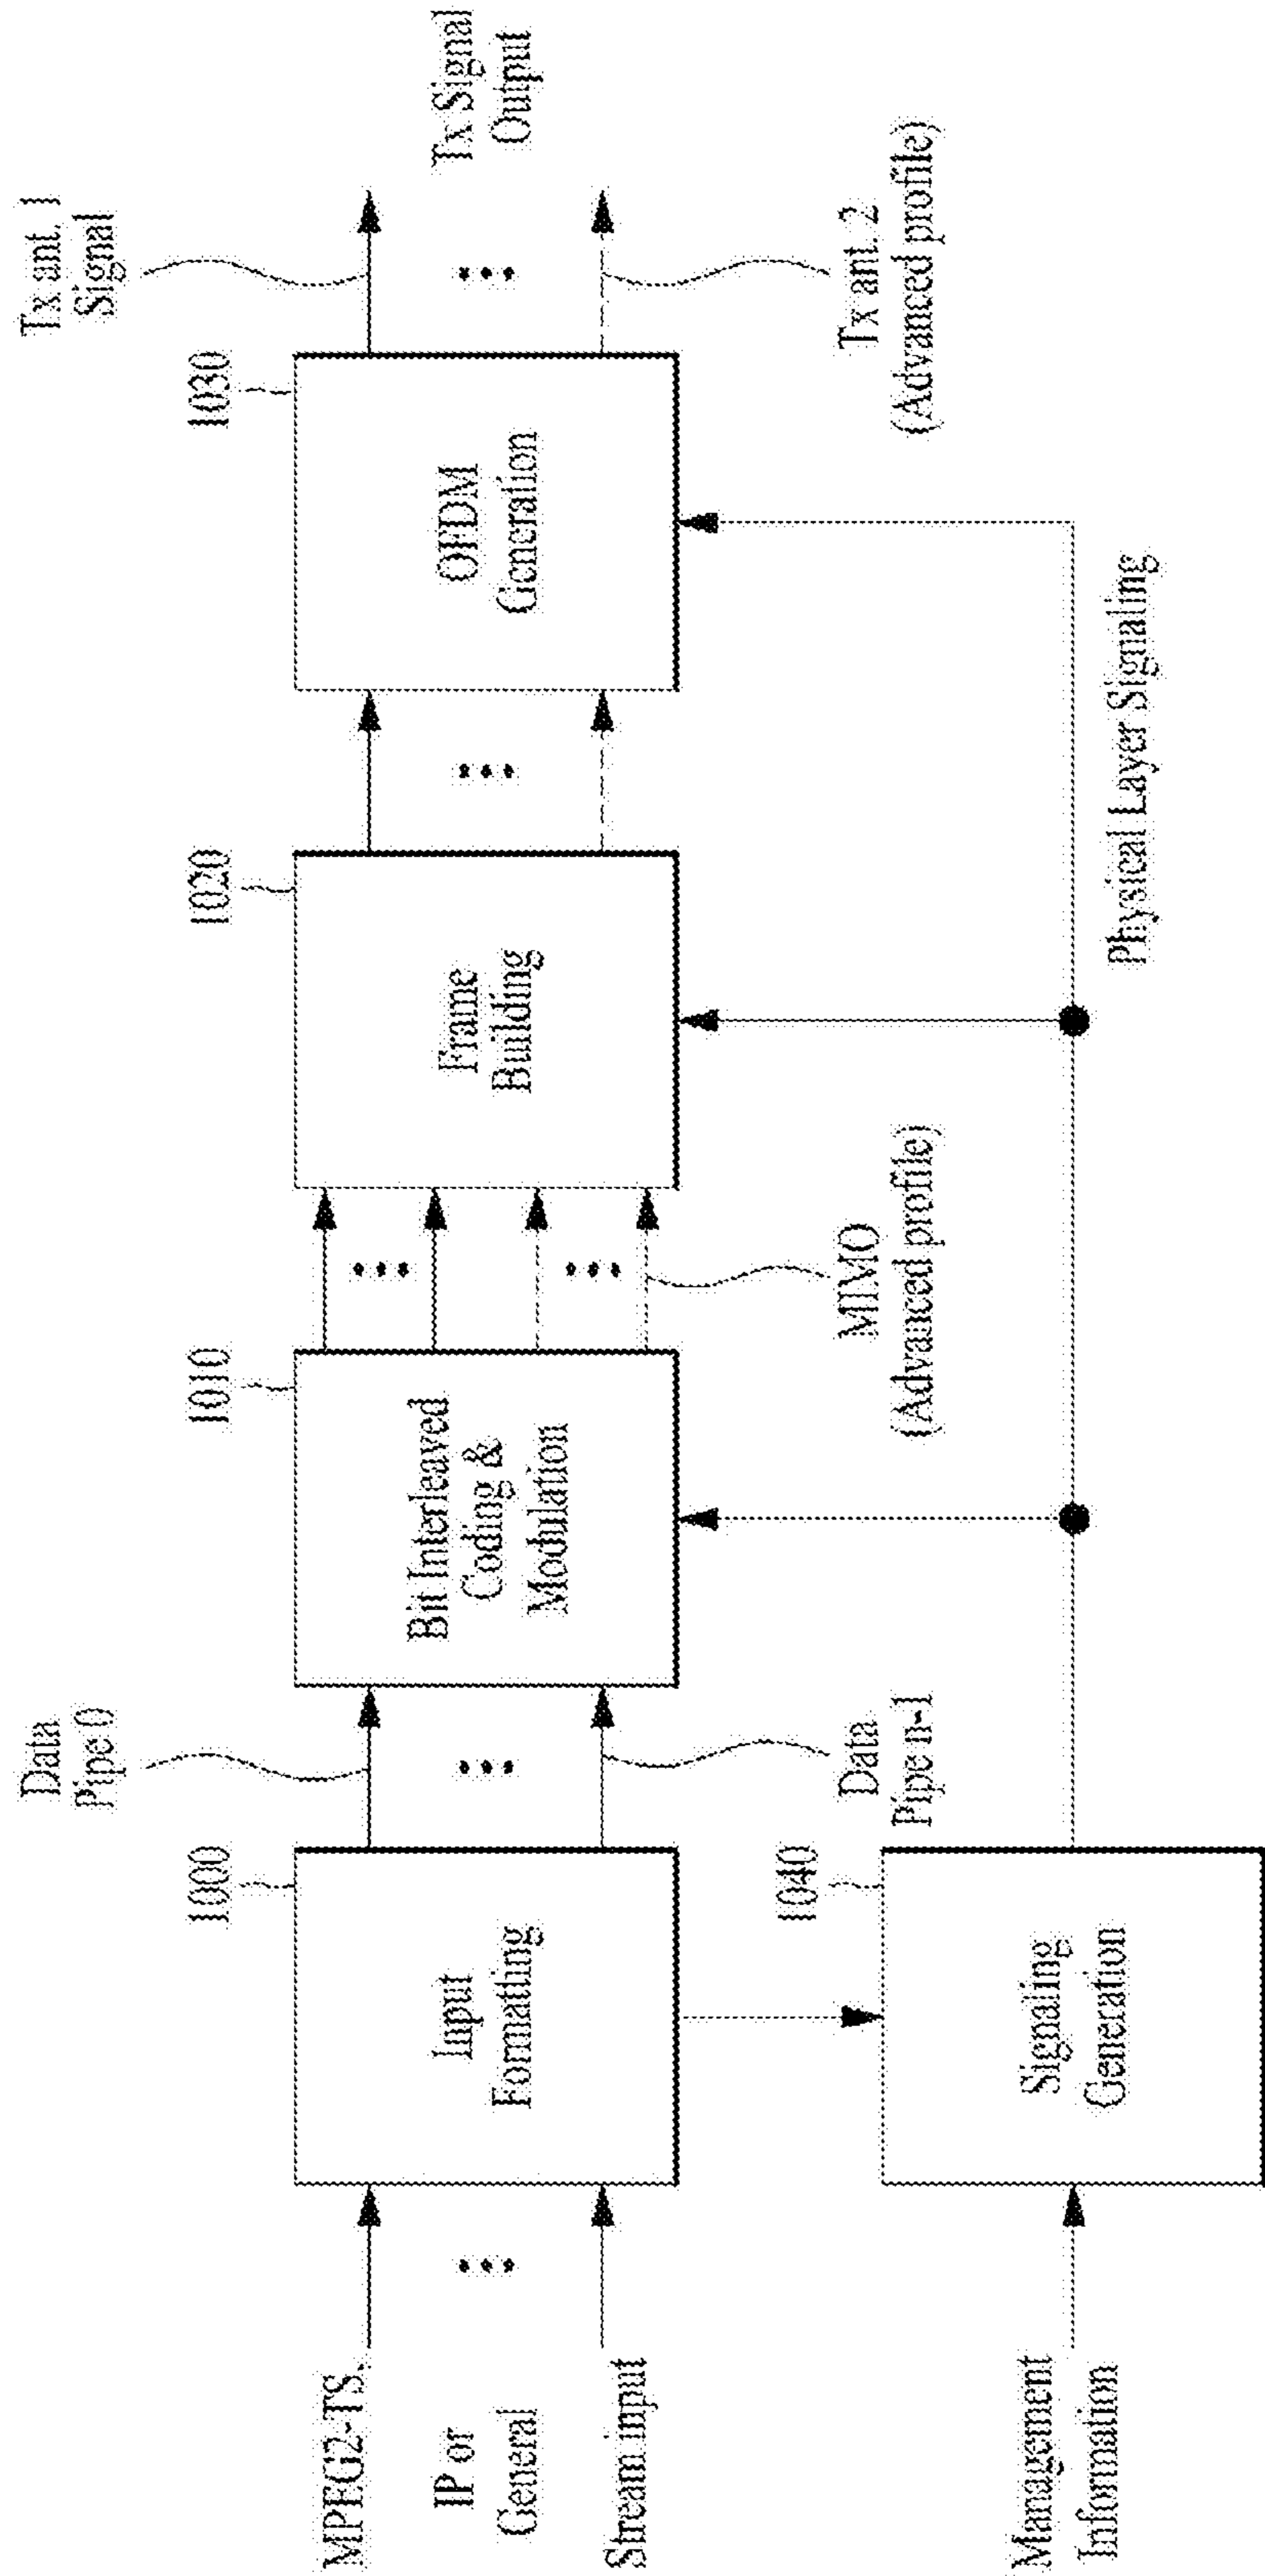 MPEG2-TS,
IP or
General
Stream input
1000
Input
Formatting
Data
Pipe 0
Data
Pipe n-1
1010
Bit Interleaved
Coding &
Modulation
MIMO
(Advanced profile)
1020
Frame
Building
1030
OFDM
Generation
Tx ant. 1
Signal
Tx Signal
Output
Tx ant. 2
(Advanced profile)
Management
Information
1040
Signaling
Generation
Physical Layer Signaling